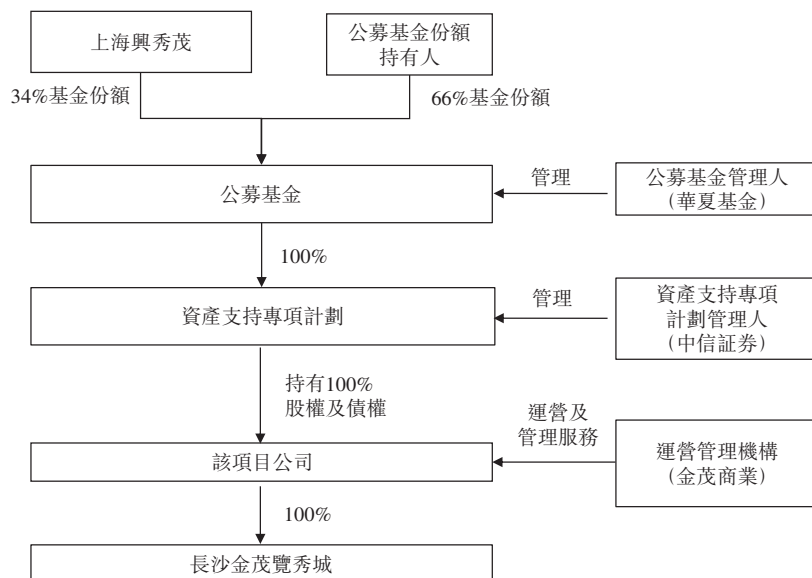 上海興秀茂
公募基金份額
持有人
34%基金份額
66%基金份額
公募基金
管理
公募基金管理人
（華夏基金）
100%
資產支持專項計劃
管理
資產支持專項
計劃管理人
（中信証券）
持有100%
股權及債權
運營及
管理服務
該項目公司
運營管理機構
（金茂商業）
100%
長沙金茂覽秀城